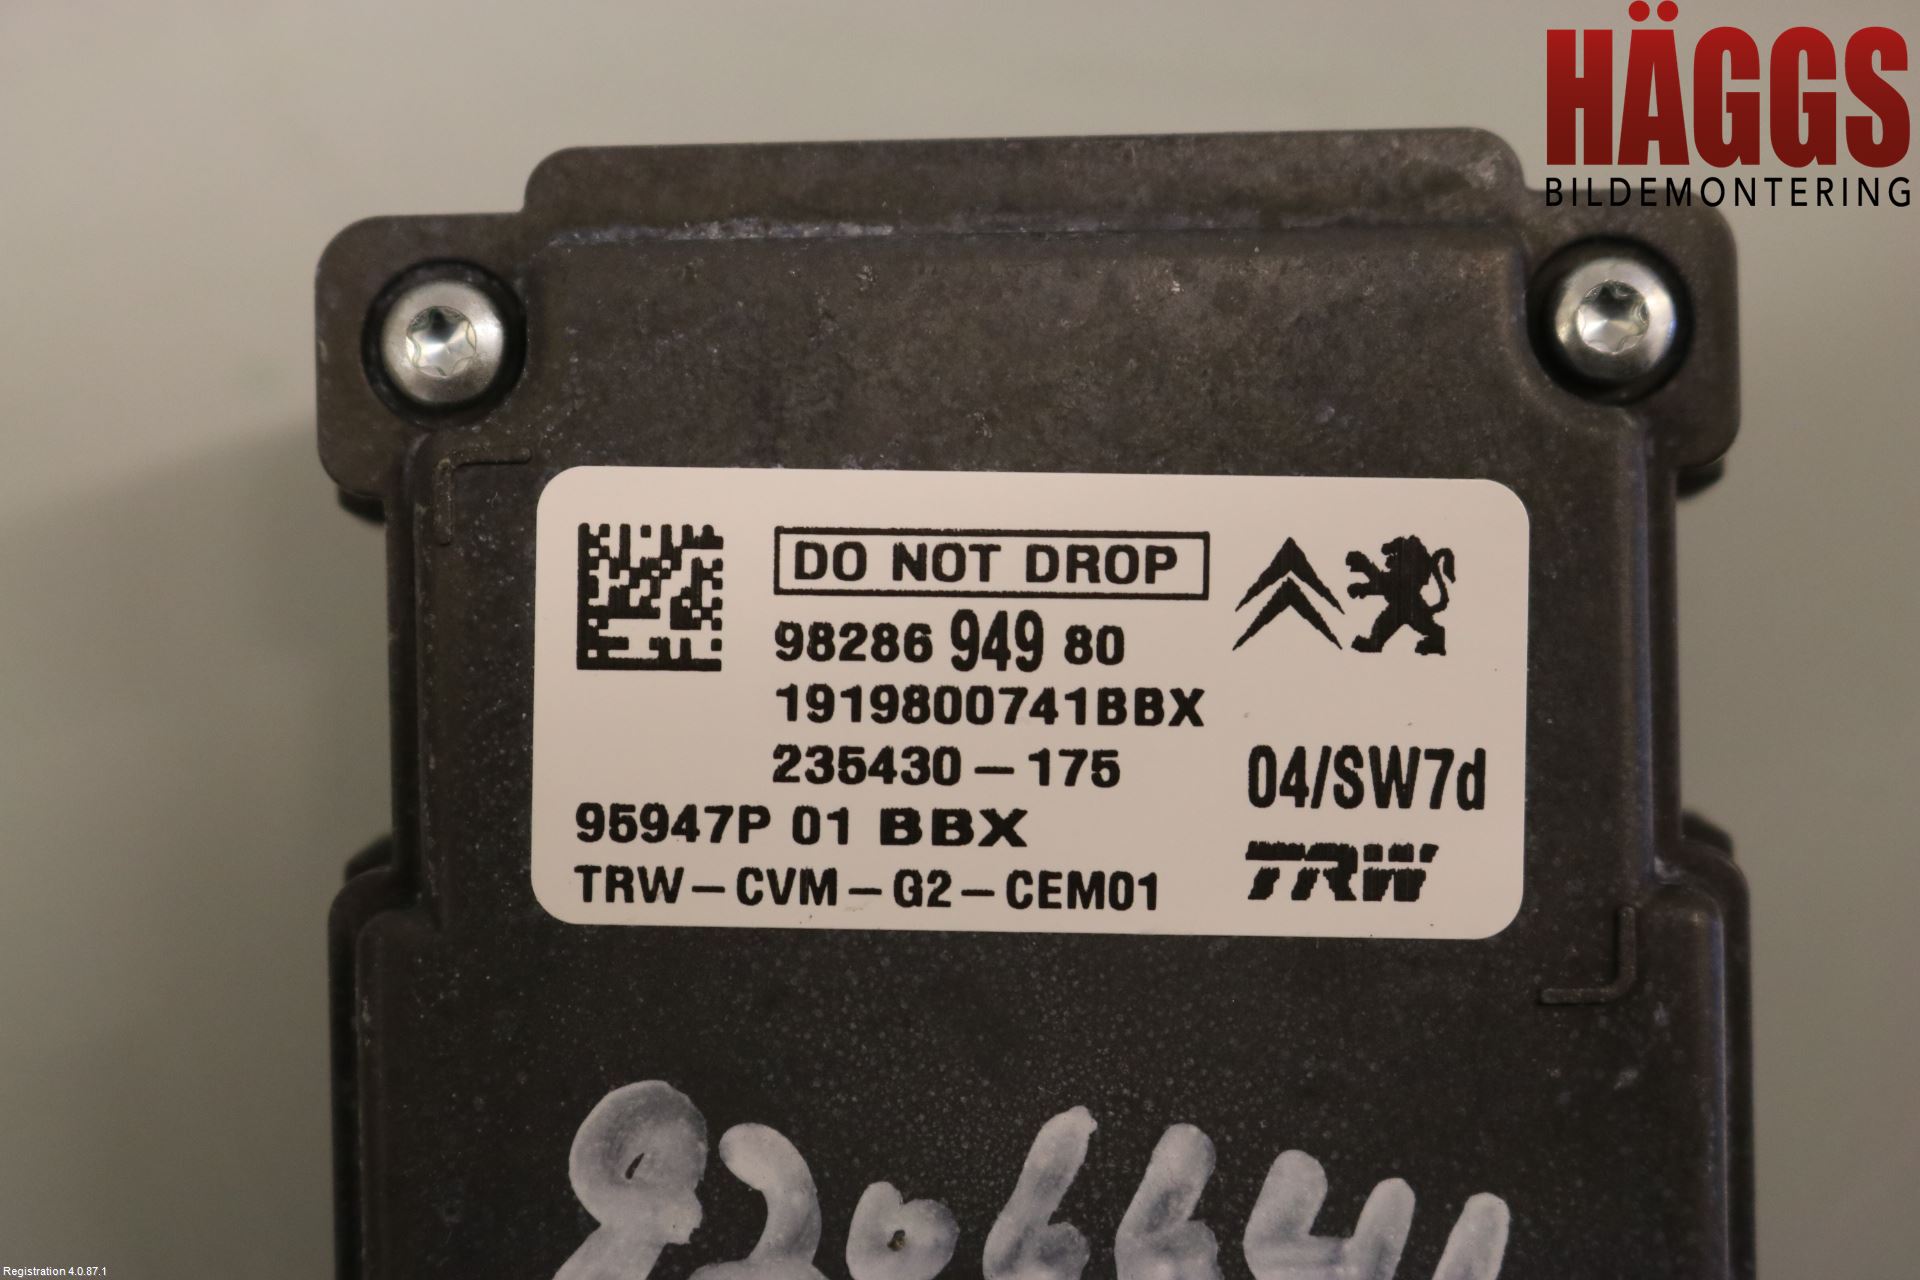 HÄGGS
BILDEMONTERING
DO NOT DROP
98286 949 80
1919800741BBX
235430-175
04/SW7d
95947P 01 BBX
TRW
TRW-CVM-G2-CEM01
Registration 4.0.87.1